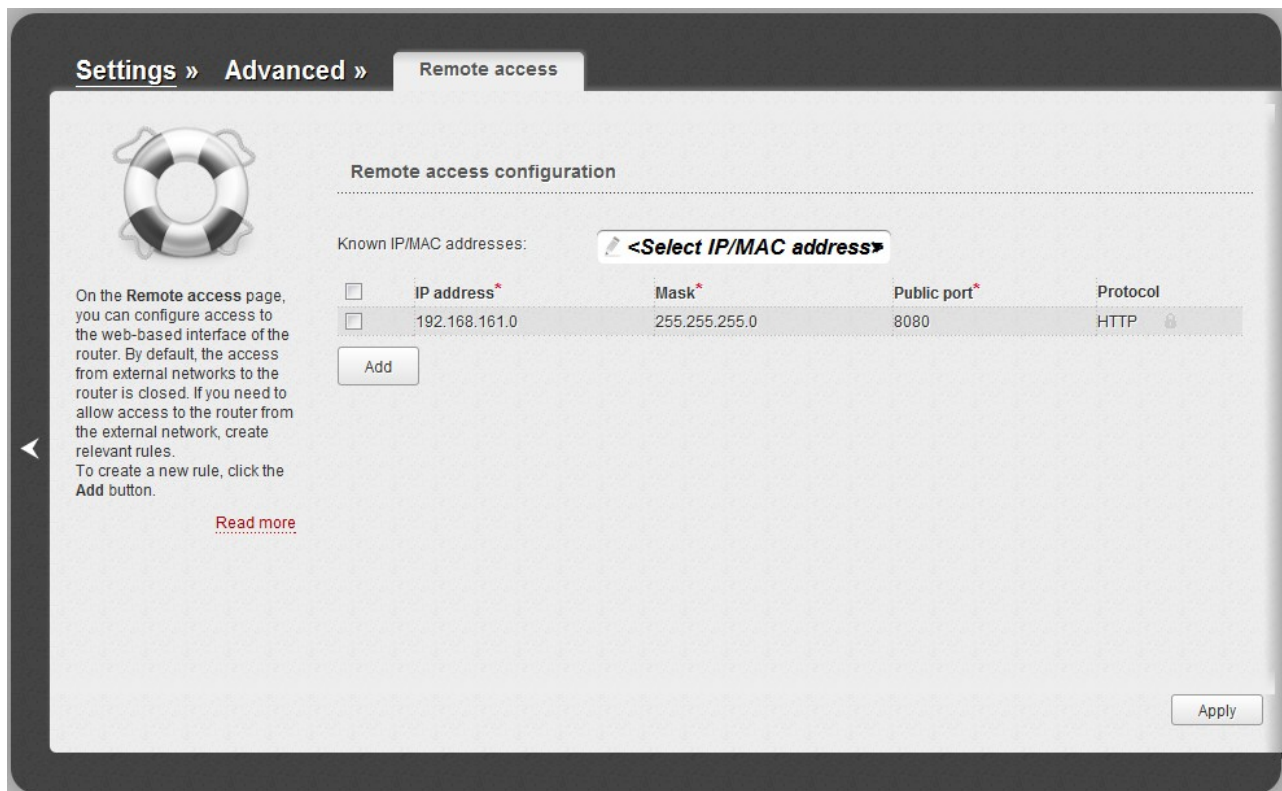 Settings » Advanced » Remote access
Remote access configuration
Known IP/MAC addresses: <Select IP/MAC address>
IP address* Mask* Public port* Protocol
192.168.161.0 255.255.255.0 8080 HTTP
Add
On the Remote access page,
you can configure access to
the web-based interface of the
router. By default, the access
from external networks to the
router is closed. If you need to
allow access to the router from
the external network, create
relevant rules.
To create a new rule, click the
Add button.
Read more
Apply